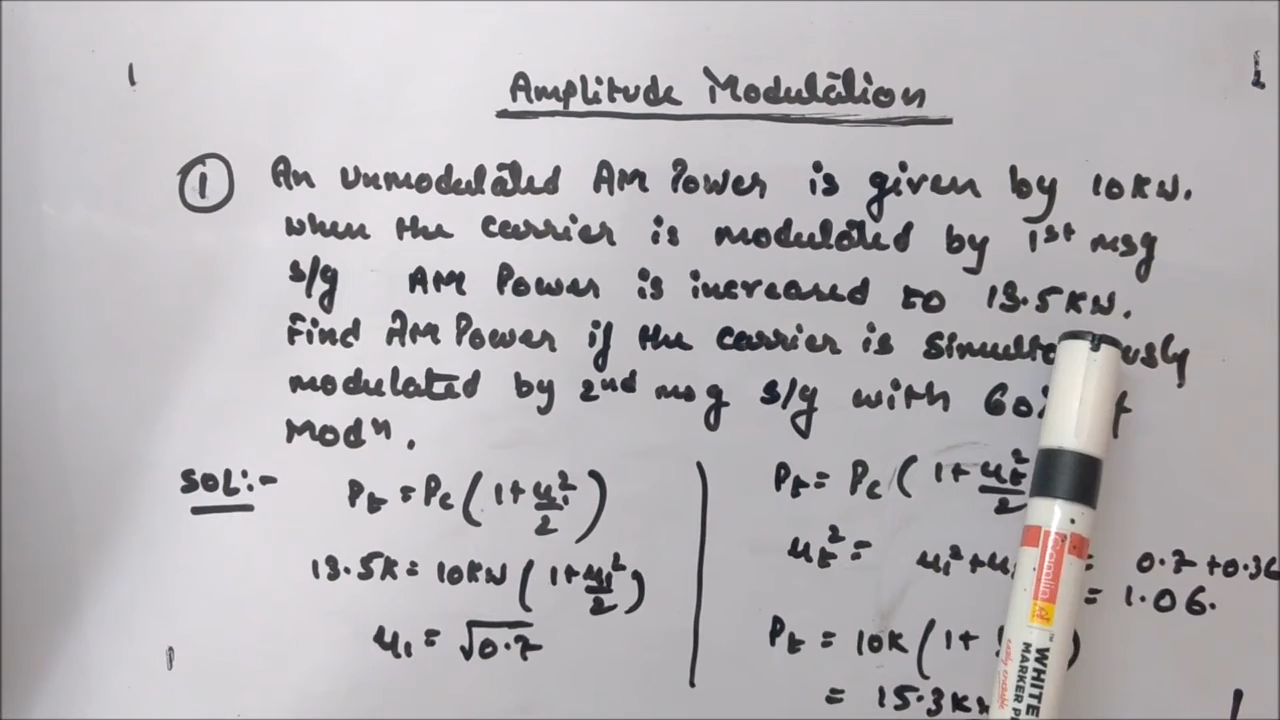 Amplitude Modulation
① An Unmodulated AM Power is given by 10KW.
when the carrier is modulated by 1st msg
s/g AM Power is increased to 13.5KW.
Find AM Power if the carrier is
modulated by 2nd msg s/g with
Modⁿ.
SOL:-
Pt = Pc(1+μ1²/2)
13.5K = 10KW(1+μ1²/2)
μ1 = √0.7
Pt = Pc(1+μt²/2
μt² = μ1²+ = 0.7+0.36
= 1.06.
Pt = 10K(1+ )
= 15.3K
camlin
WHITE
MARKER